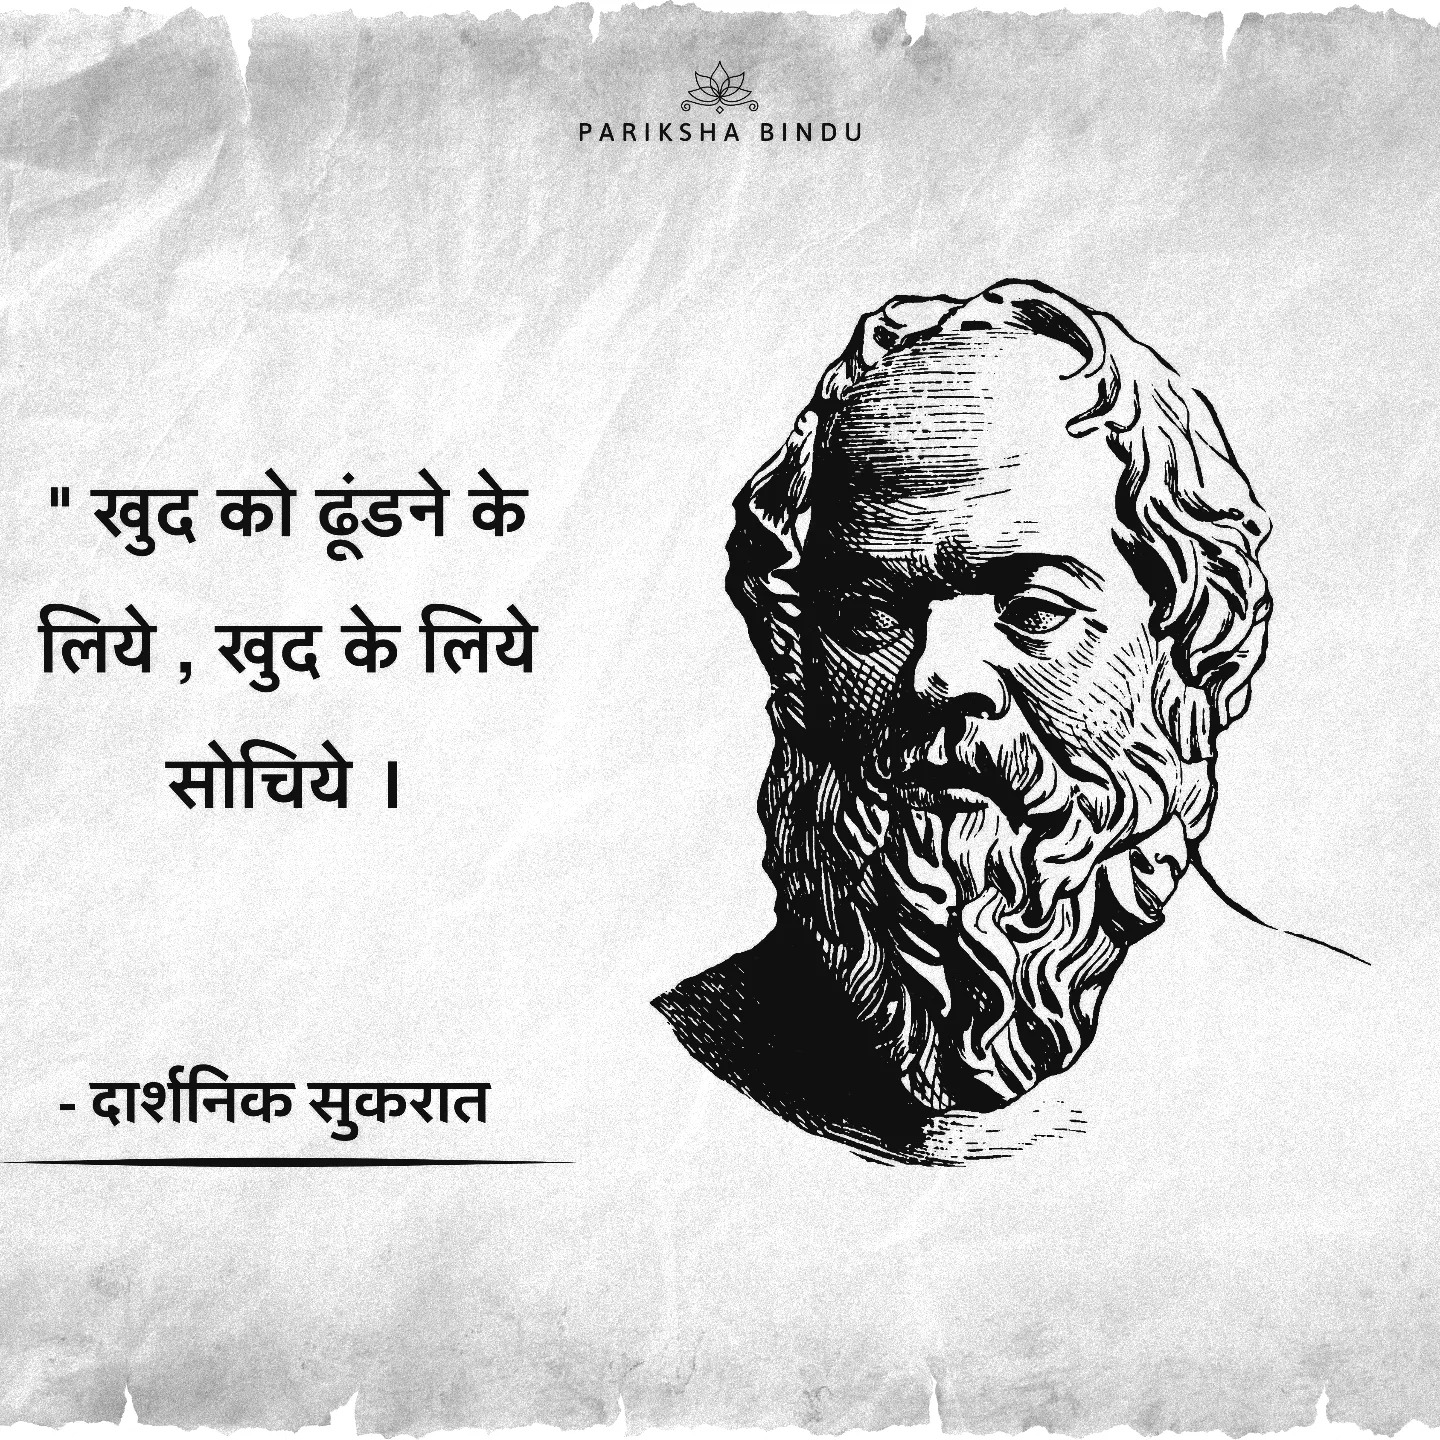 PARIKSHA BINDU
" खुद को ढूंडने के
लिये , खुद के लिये
सोचिये ।
- दार्शनिक सुकरात